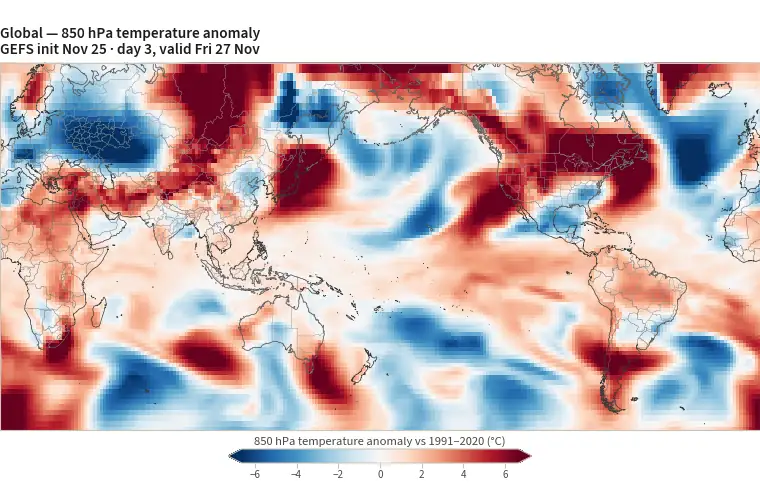 Global — 850 hPa temperature anomaly
GEFS init Nov 25 · day 3, valid Fri 27 Nov
850 hPa temperature anomaly vs 1991–2020 (°C)
−6 −4 −2 0 2 4 6